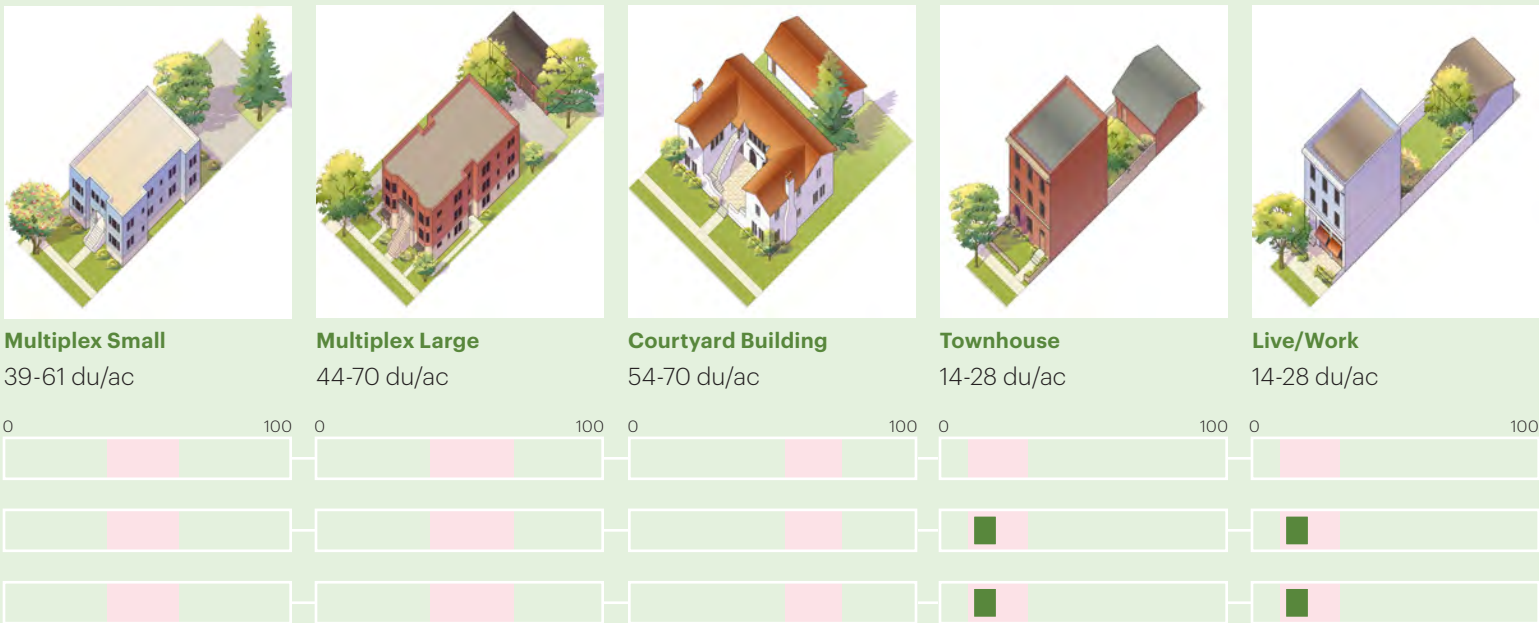 Multiplex Small
39-61 du/ac
Multiplex Large
44-70 du/ac
Courtyard Building
54-70 du/ac
Townhouse
14-28 du/ac
Live/Work
14-28 du/ac
0 100 0 100 0 100 0 100 0 100